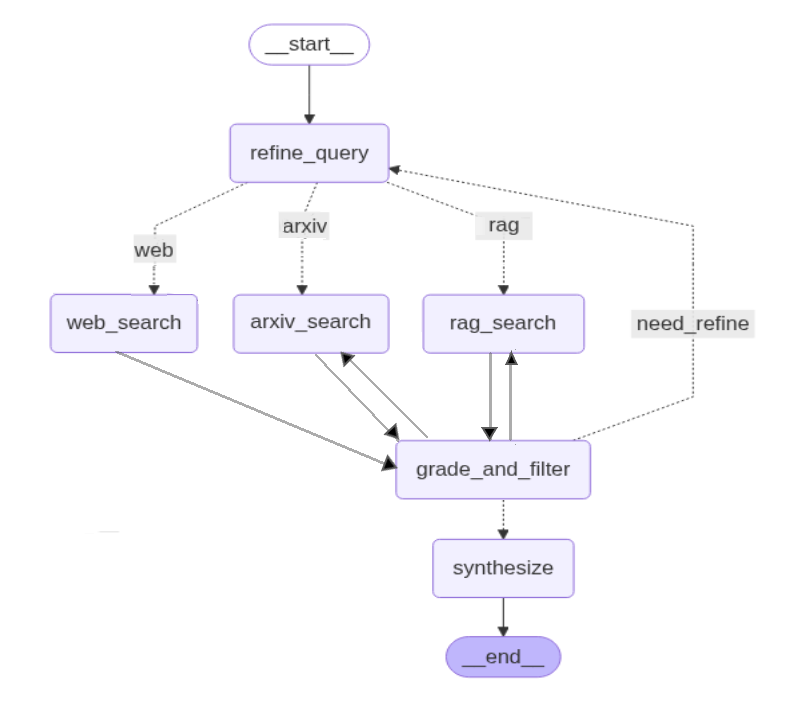 __start__
refine_query
web
arxiv
rag
web_search
arxiv_search
rag_search
need_refine
grade_and_filter
synthesize
__end__